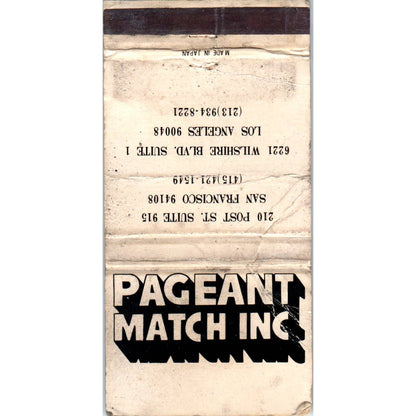 PAGEANT
MATCH INC
210 POST ST. SUITE 915
SAN FRANCISCO 94108
(415)421-1549
6221 WILSHIRE BLVD. SUITE 1
LOS ANGELES 90048
(213)934-8221
MADE IN JAPAN